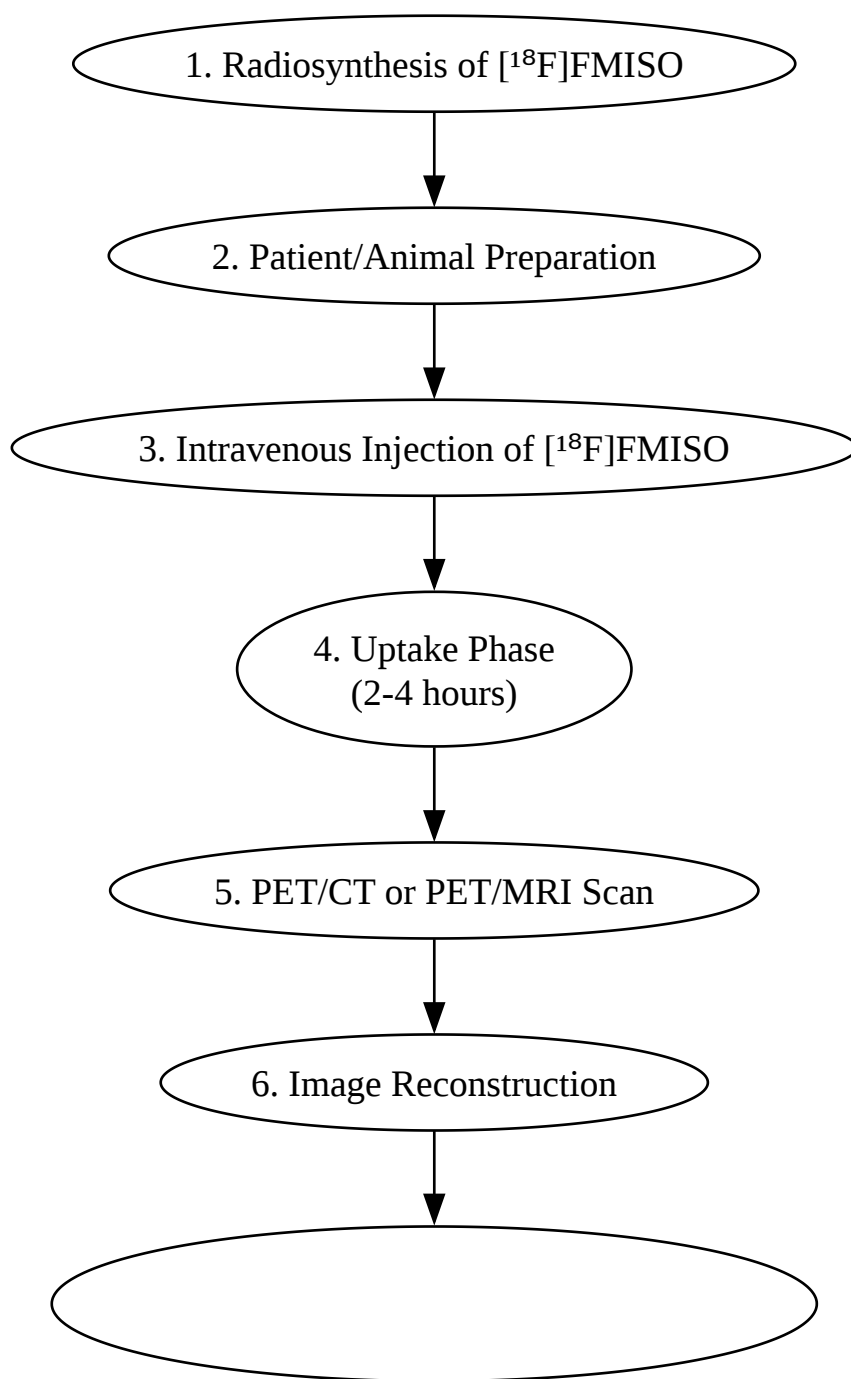 1. Radiosynthesis of [¹⁸F]FMISO
2. Patient/Animal Preparation
3. Intravenous Injection of [¹⁸F]FMISO
4. Uptake Phase
(2-4 hours)
5. PET/CT or PET/MRI Scan
6. Image Reconstruction